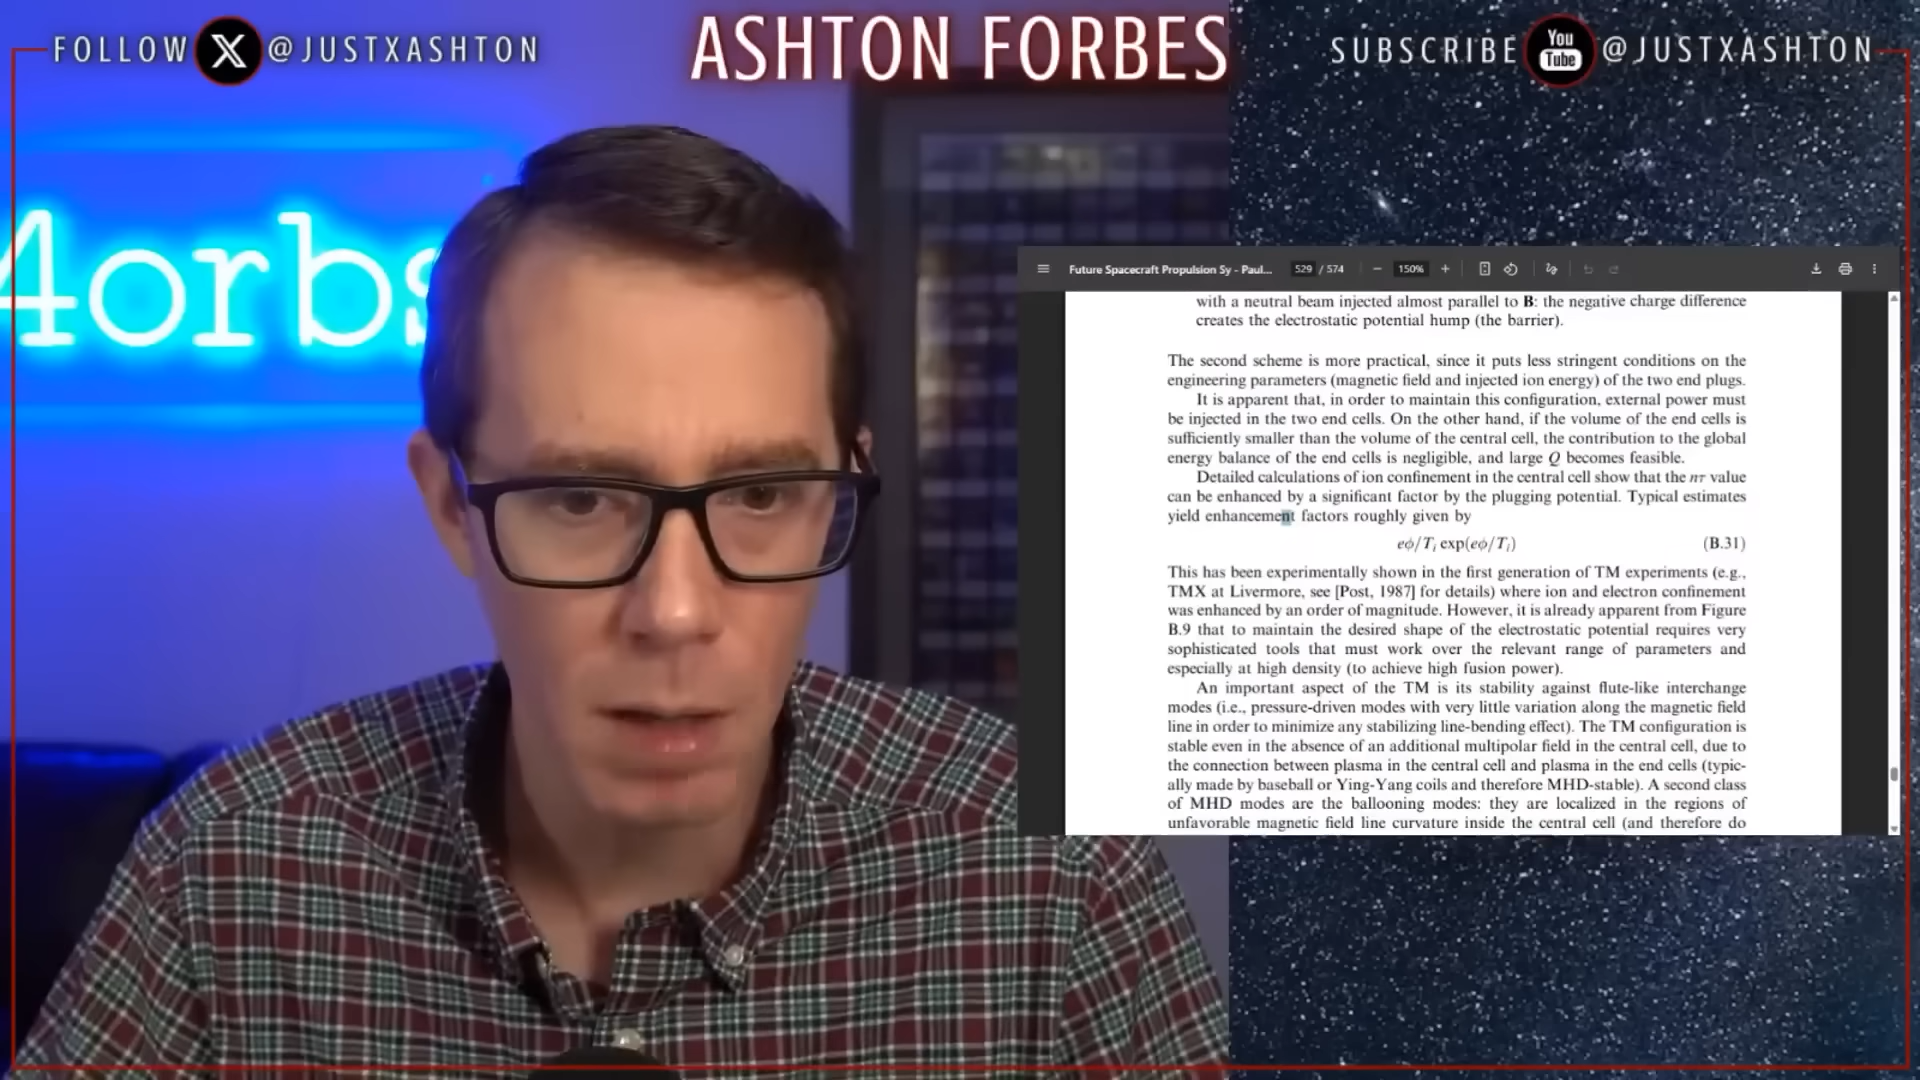 FOLLOW X @JUSTXASHTON
ASHTON FORBES
SUBSCRIBE You Tube @JUSTXASHTON
4orbs
Future Spacecraft Propulsion Sy - Paul... 529 / 574 150%
with a neutral beam injected almost parallel to B: the negative charge difference
creates the electrostatic potential hump (the barrier).
The second scheme is more practical, since it puts less stringent conditions on the
engineering parameters (magnetic field and injected ion energy) of the two end plugs.
It is apparent that, in order to maintain this configuration, external power must
be injected in the two end cells. On the other hand, if the volume of the end cells is
sufficiently smaller than the volume of the central cell, the contribution to the global
energy balance of the end cells is negligible, and large Q becomes feasible.
Detailed calculations of ion confinement in the central cell show that the nτ value
can be enhanced by a significant factor by the plugging potential. Typical estimates
yield enhancement factors roughly given by
eϕ/Tᵢ exp(eϕ/Tᵢ) (B.31)
This has been experimentally shown in the first generation of TM experiments (e.g.,
TMX at Livermore, see [Post, 1987] for details) where ion and electron confinement
was enhanced by an order of magnitude. However, it is already apparent from Figure
B.9 that to maintain the desired shape of the electrostatic potential requires very
sophisticated tools that must work over the relevant range of parameters and
especially at high density (to achieve high fusion power).
An important aspect of the TM is its stability against flute-like interchange
modes (i.e., pressure-driven modes with very little variation along the magnetic field
line in order to minimize any stabilizing line-bending effect). The TM configuration is
stable even in the absence of an additional multipolar field in the central cell, due to
the connection between plasma in the central cell and plasma in the end cells (typic-
ally made by baseball or Ying-Yang coils and therefore MHD-stable). A second class
of MHD modes are the ballooning modes: they are localized in the regions of
unfavorable magnetic field line curvature inside the central cell (and therefore do